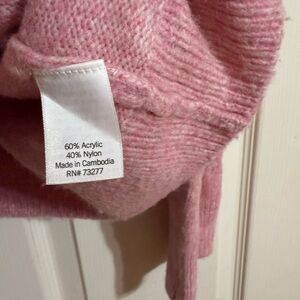 60% Acrylic
40% Nylon
Made in Cambodia
RN# 73277